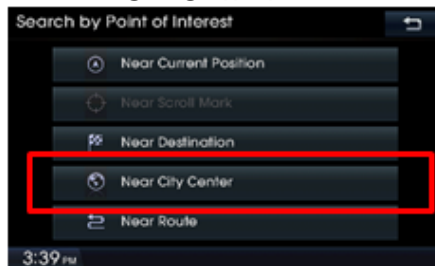 Search by Point of Interest
Near Current Position
Near Scroll Mark
Near Destination
Near City Center
Near Route
3:39 PM